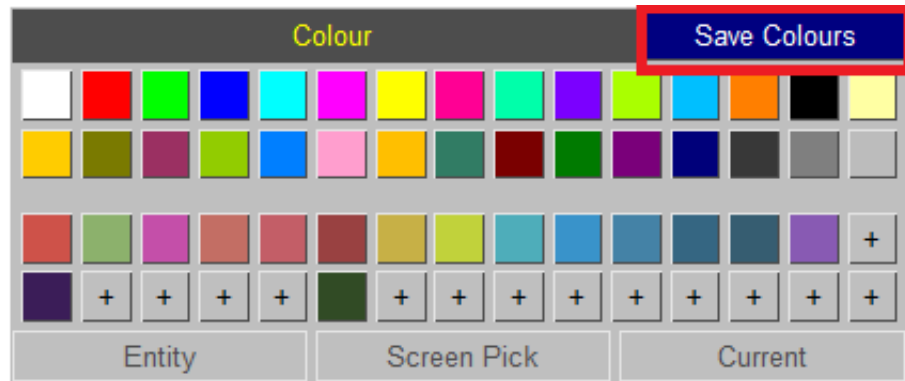 Colour Save Colours
+
+ + + + + + + + + + + + +
Entity Screen Pick Current